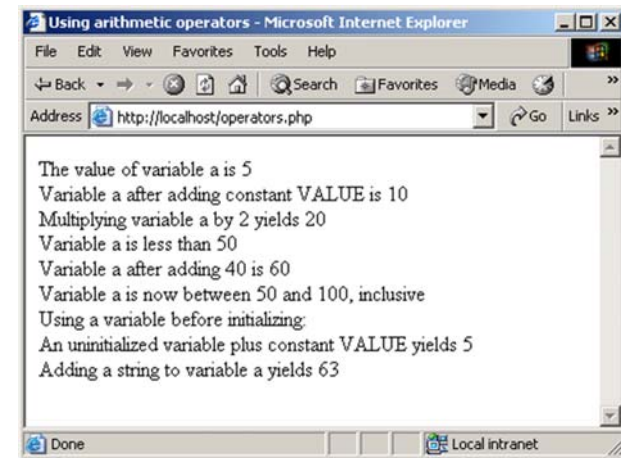 Using arithmetic operators - Microsoft Internet Explorer
File Edit View Favorites Tools Help
Back Search Favorites Media »
Address http://localhost/operators.php Go Links »
The value of variable a is 5
Variable a after adding constant VALUE is 10
Multiplying variable a by 2 yields 20
Variable a is less than 50
Variable a after adding 40 is 60
Variable a is now between 50 and 100, inclusive
Using a variable before initializing:
An uninitialized variable plus constant VALUE yields 5
Adding a string to variable a yields 63
Done Local intranet